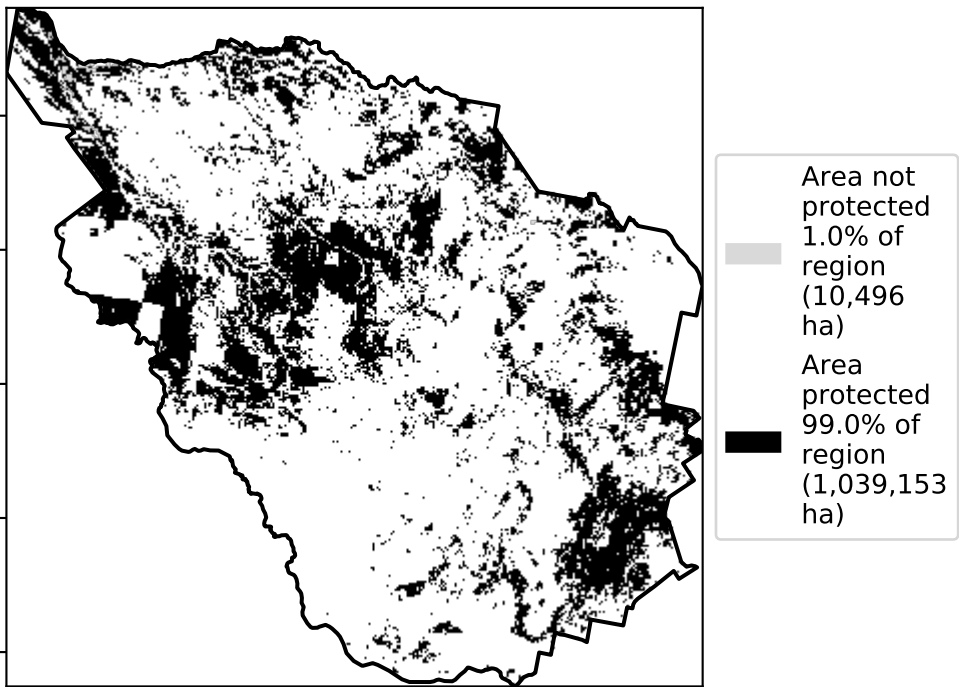 Area not
protected
1.0% of
region
(10,496
ha)
Area
protected
99.0% of
region
(1,039,153
ha)